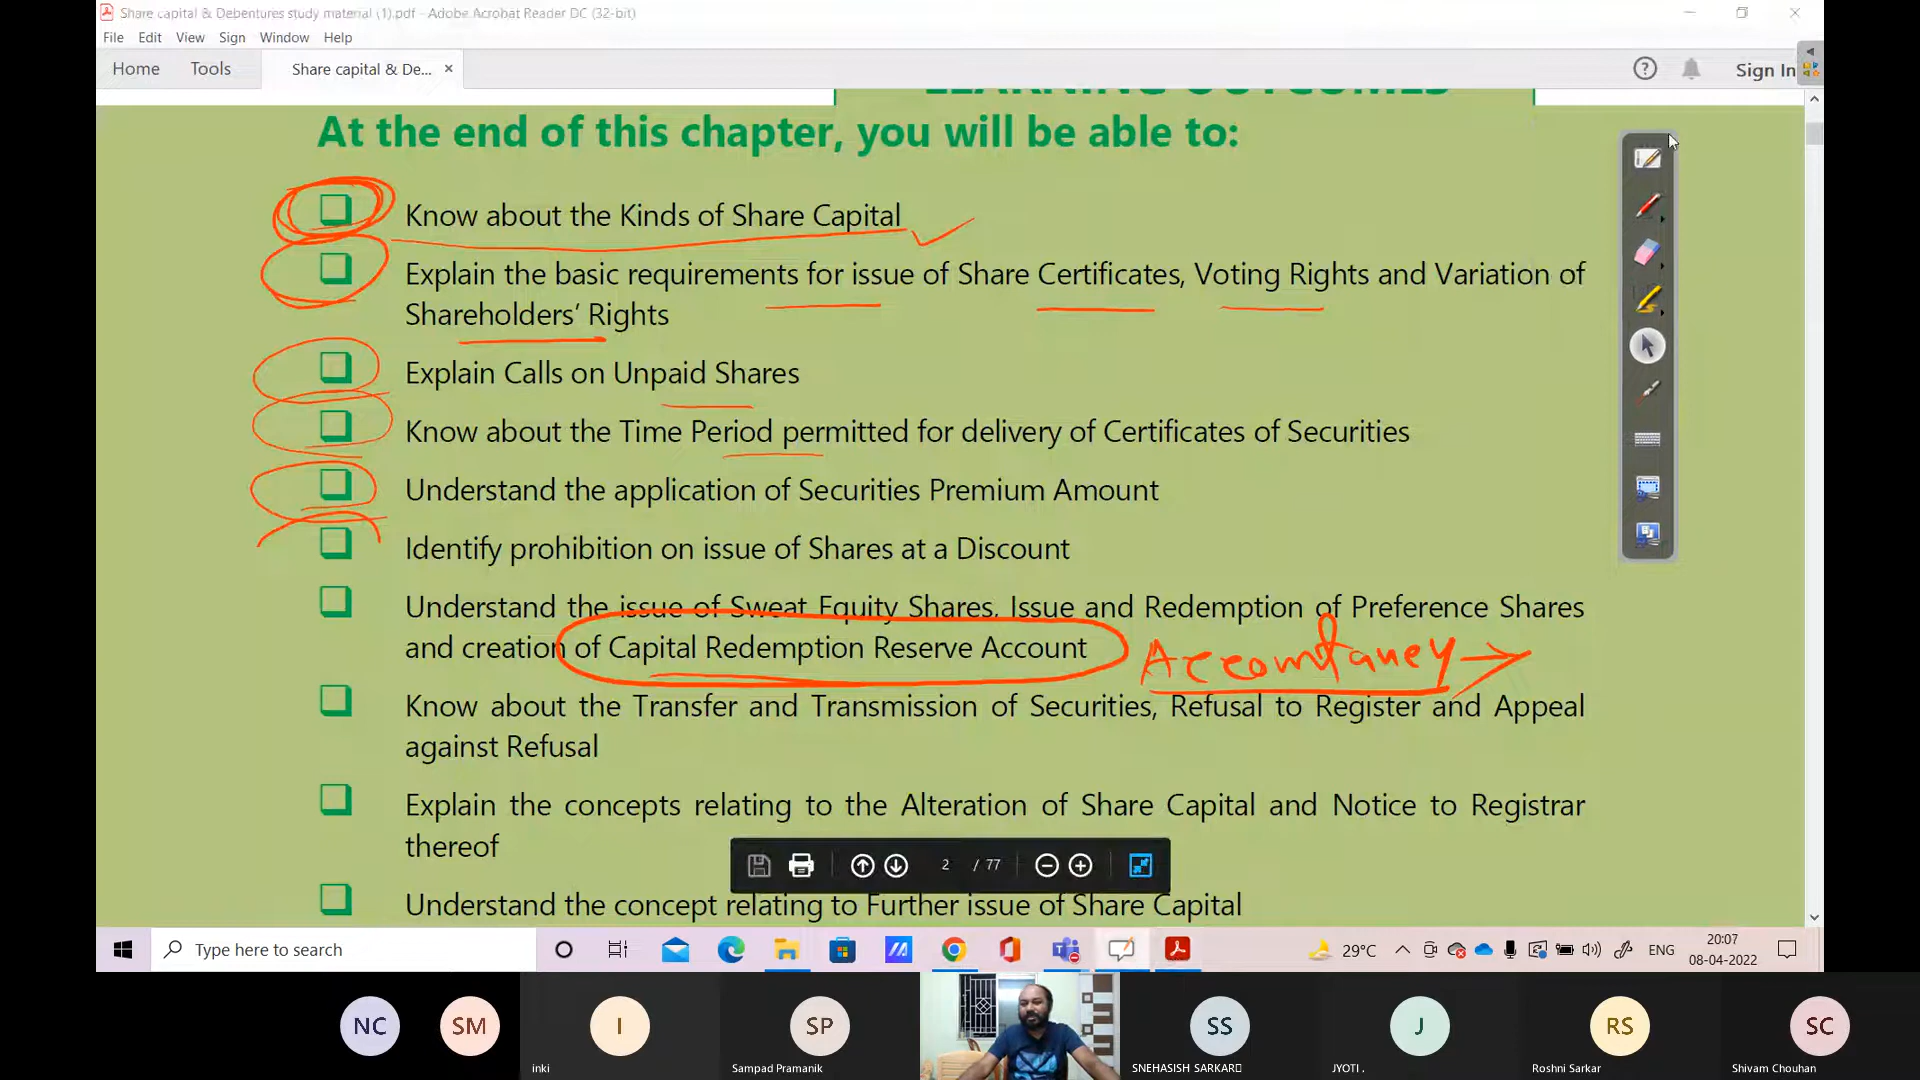 Share capital & Debentures study material (1).pdf - Adobe Acrobat Reader DC (32-bit)
File Edit View Sign Window Help
Home Tools Share capital & De... × Sign In
LEARNING OUTCOMES
At the end of this chapter, you will be able to:
Know about the Kinds of Share Capital
Explain the basic requirements for issue of Share Certificates, Voting Rights and Variation of
Shareholders' Rights
Explain Calls on Unpaid Shares
Know about the Time Period permitted for delivery of Certificates of Securities
Understand the application of Securities Premium Amount
Identify prohibition on issue of Shares at a Discount
Understand the issue of Sweat Equity Shares, Issue and Redemption of Preference Shares
and creation of Capital Redemption Reserve Account
Accountancy
Know about the Transfer and Transmission of Securities, Refusal to Register and Appeal
against Refusal
Explain the concepts relating to the Alteration of Share Capital and Notice to Registrar
thereof
2 / 77
Understand the concept relating to Further issue of Share Capital
Type here to search
29°C
ENG
20:07
08-04-2022
NC SM I SP SS J RS SC
inki Sampad Pramanik SNEHASISH SARKAR JYOTI . Roshni Sarkar Shivam Chouhan